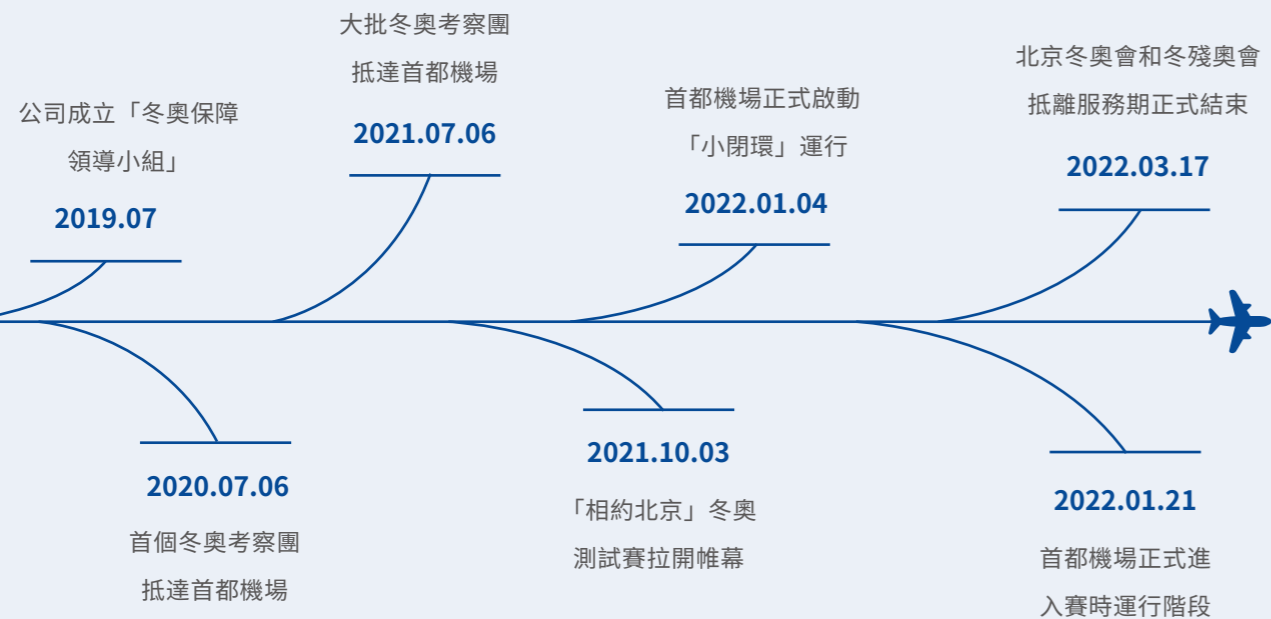 公司成立「冬奧保障
領導小組」
2019.07
2020.07.06
首個冬奧考察團
抵達首都機場
大批冬奧考察團
抵達首都機場
2021.07.06
2021.10.03
「相約北京」冬奧
測試賽拉開帷幕
首都機場正式啟動
「小閉環」運行
2022.01.04
2022.01.21
首都機場正式進
入賽時運行階段
北京冬奧會和冬殘奧會
抵離服務期正式結束
2022.03.17